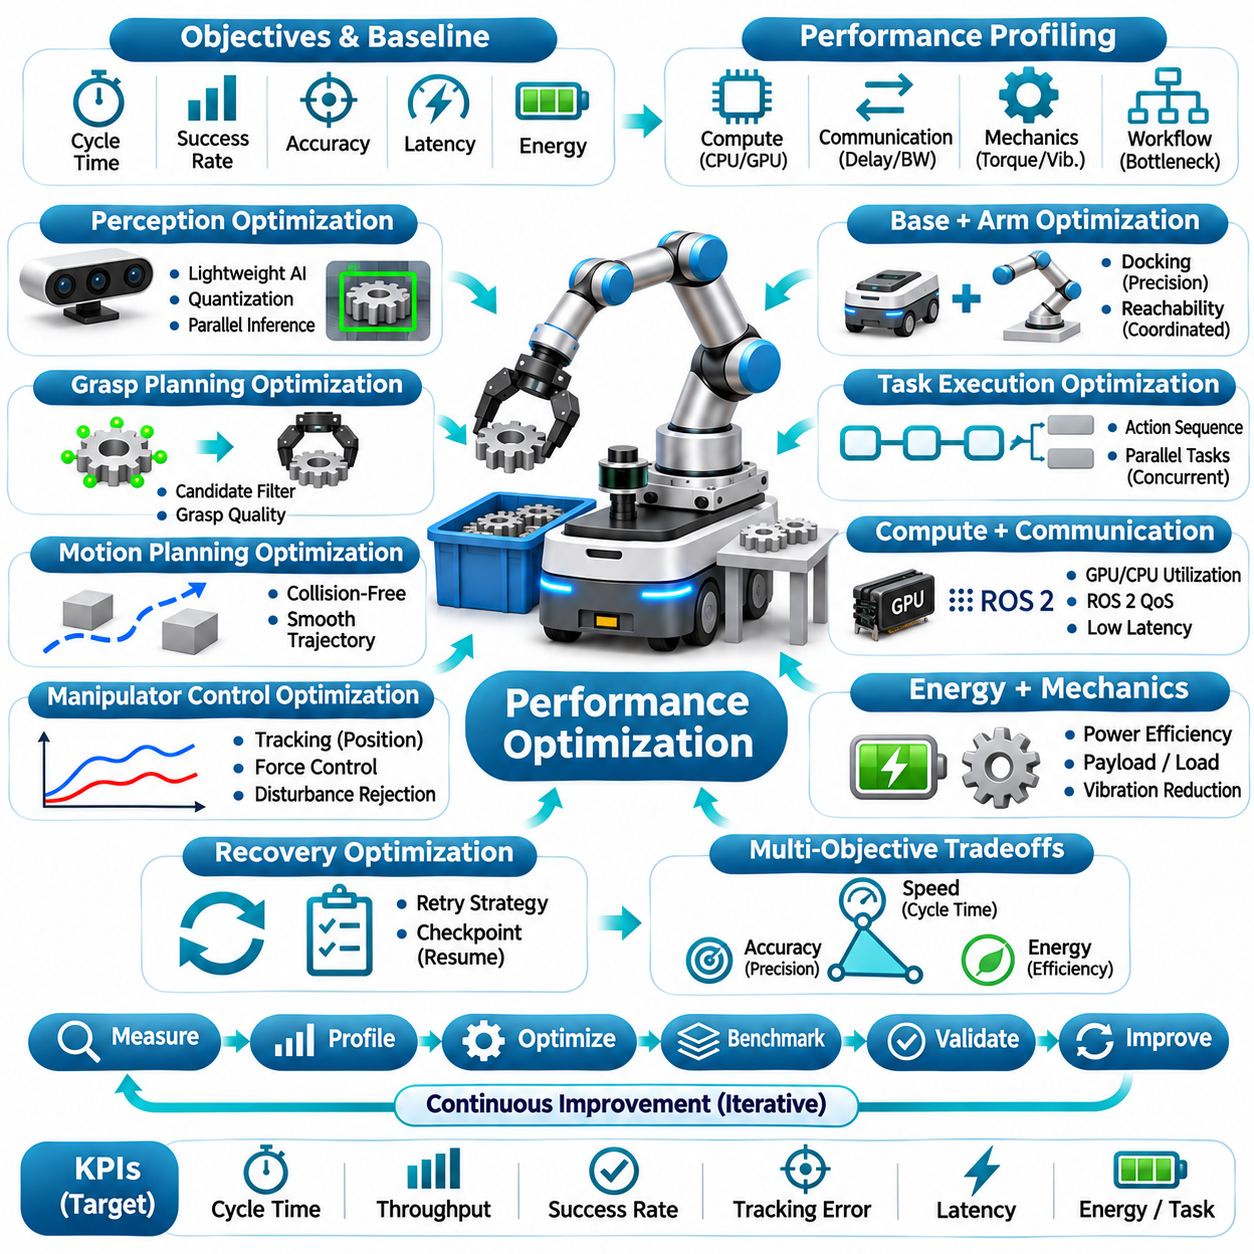 Objectives & Baseline
Cycle
Time
Success
Rate
Accuracy
Latency
Energy
Performance Profiling
Compute
(CPU/GPU)
Communication
(Delay/BW)
Mechanics
(Torque/Vib.)
Workflow
(Bottleneck)
Perception Optimization
• Lightweight AI
• Quantization
• Parallel Inference
Base + Arm Optimization
• Docking
(Precision)
• Reachability
(Coordinated)
Grasp Planning Optimization
• Candidate Filter
• Grasp Quality
Task Execution Optimization
• Action Sequence
• Parallel Tasks
(Concurrent)
Motion Planning Optimization
• Collision-Free
• Smooth
Trajectory
Compute + Communication
GPU
ROS 2
• GPU/CPU Utilization
• ROS 2 QoS
• Low Latency
Manipulator Control Optimization
• Tracking (Position)
• Force Control
• Disturbance Rejection
Performance
Optimization
Energy + Mechanics
• Power Efficiency
• Payload / Load
• Vibration Reduction
Recovery Optimization
• Retry Strategy
• Checkpoint
(Resume)
Multi-Objective Tradeoffs
Speed
(Cycle Time)
Accuracy
(Precision)
Energy
(Efficiency)
Measure
Profile
Optimize
Benchmark
Validate
Improve
Continuous Improvement (Iterative)
KPIs
(Target)
Cycle Time
Throughput
Success Rate
Tracking Error
Latency
Energy / Task